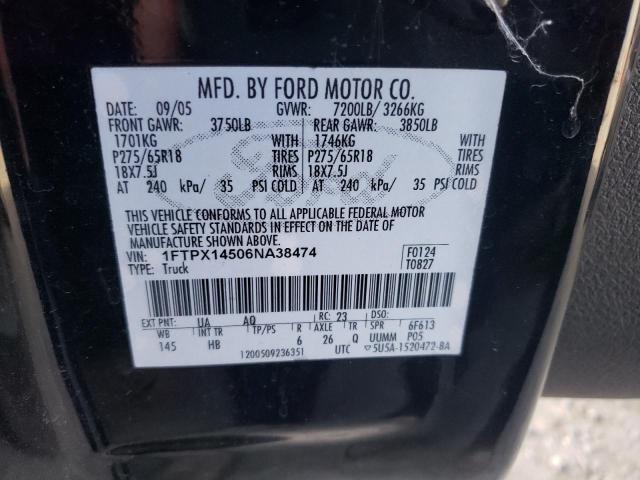 MFD. BY FORD MOTOR CO.
DATE: 09/05 GVWR: 7200LB/ 3266KG
FRONT GAWR: 3750LB REAR GAWR: 3850LB
1701KG WITH 1746KG WITH
P275/65R18 TIRES P275/65R18 TIRES
18X7.5J RIMS 18X7.5J RIMS
AT 240 kPa/ 35 PSI COLD AT 240 kPa/ 35 PSI COLD
THIS VEHICLE CONFORMS TO ALL APPLICABLE FEDERAL MOTOR
VEHICLE SAFETY STANDARDS IN EFFECT ON THE DATE OF
MANUFACTURE SHOWN ABOVE.
VIN: 1FTPX14506NA38474 F0124
TYPE: Truck T0827
EXT PNT: UA AQ RC: 23 DSO:
WB INT TR TP/PS R AXLE TR SPR 6F613
145 HB 6 26 Q UUMM P05
1200509236351 UTC ▽5U5A-1520472-BA